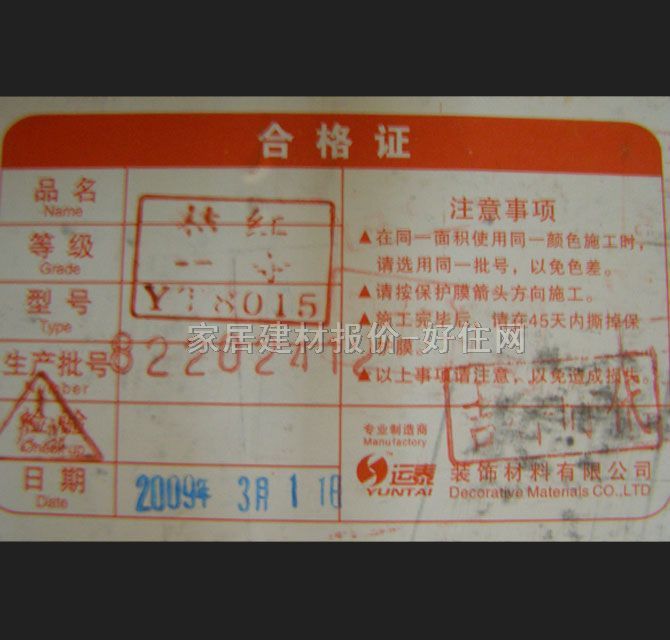 合格证
品名
Name
等级
Grade
型号
Type
YT8015
生产批号
检验
日期
Date
2009年 3月 1 1日
注意事项
▲在同一面积使用同一颜色施工时,
请选用同一批号，以免色差。
▲请按保护膜箭头方向施工。
▲施工完毕后，请在45天内撕掉保
膜
▲以上事项请注意，以免造成损失。
专业制造商
Manufactory
运泰
YUNTAI
TM
装饰材料有限公司
Decorative Materials CO.,LTD
家居建材报价-好住网